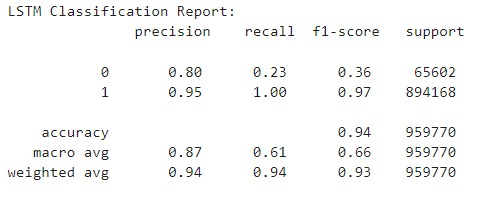 LSTM Classification Report:
precision recall f1-score support
0 0.80 0.23 0.36 65602
1 0.95 1.00 0.97 894168
accuracy 0.94 959770
macro avg 0.87 0.61 0.66 959770
weighted avg 0.94 0.94 0.93 959770